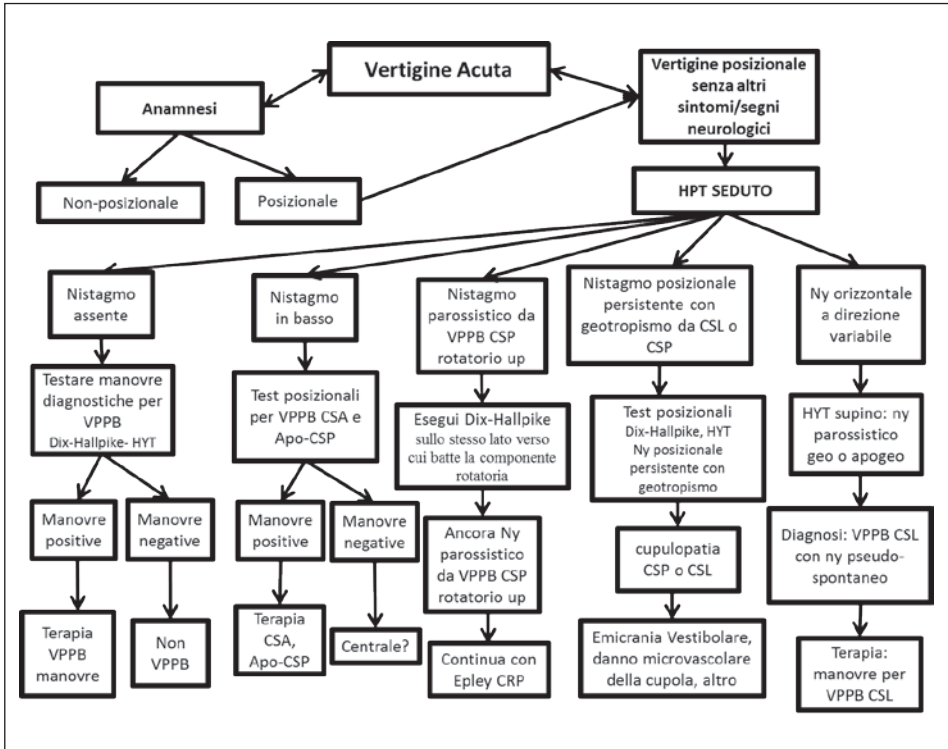 Vertigine Acuta
Anamnesi
Vertigine posizionale
senza altri
sintomi/segni
neurologici
Non-posizionale
Posizionale
HPT SEDUTO
Nistagmo
assente
Nistagmo
in basso
Nistagmo
parossistico da
VPPB CSP
rotatorio up
Nistagmo posizionale
persistente con
geotropismo da CSL o
CSP
Ny orizzontale
a direzione
variabile
Testare manovre
diagnostiche per
VPPB
Dix-Hallpike- HYT
Test posizionali
per VPPB CSA e
Apo-CSP
Esegui Dix-Hallpike
sullo stesso lato verso
cui batte la componente
rotatoria
Test posizionali
Dix-Hallpike, HYT
Ny posizionale
persistente con
geotropismo
HYT supino: ny
parossistico
geo o apogeo
Manovre
positive
Manovre
negative
Manovre
positive
Manovre
negative
Ancora Ny
parossistico
da VPPB CSP
rotatorio up
cupulopatia
CSP o CSL
Diagnosi: VPPB CSL
con ny pseudo-
spontaneo
Terapia
VPPB
manovre
Non
VPPB
Terapia
CSA,
Apo-CSP
Centrale?
Continua con
Epley CRP
Emicrania Vestibolare,
danno microvascolare
della cupola, altro
Terapia:
manovre per
VPPB CSL